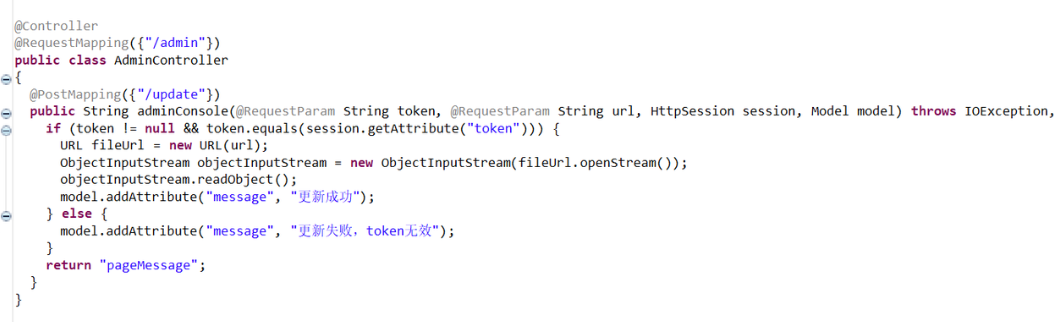 @Controller
@RequestMapping({"/admin"})
public class AdminController
{
@PostMapping({"/update"})
public String adminConsole(@RequestParam String token, @RequestParam String url, HttpSession session, Model model) throws IOException,
if (token != null && token.equals(session.getAttribute("token"))) {
URL fileUrl = new URL(url);
ObjectInputStream objectInputStream = new ObjectInputStream(fileUrl.openStream());
objectInputStream.readObject();
model.addAttribute("message", "更新成功");
} else {
model.addAttribute("message", "更新失败，token无效");
}
return "pageMessage";
}
}